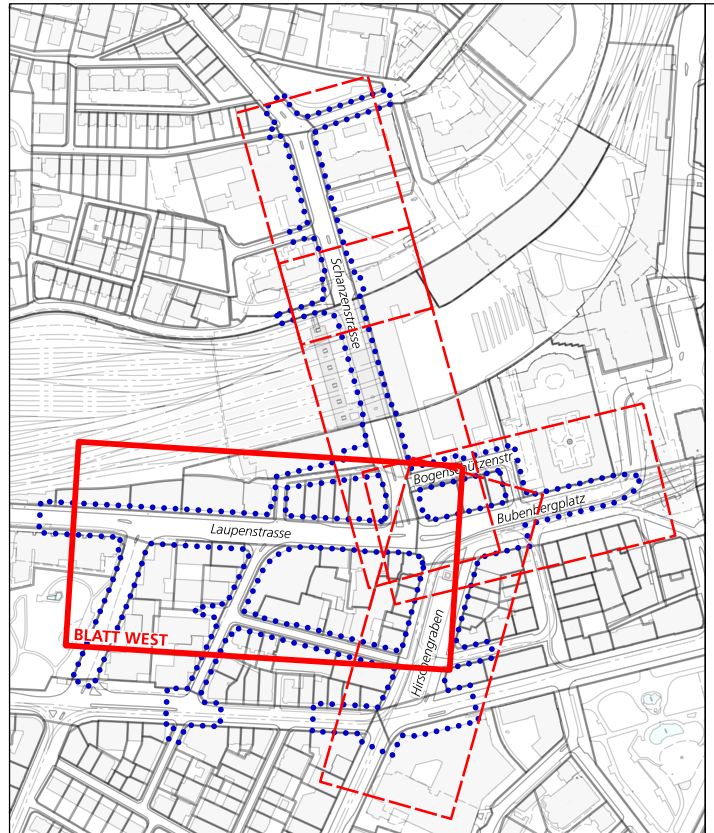 Schanzenstrasse
Bogenschützenstr.
Bubenbergplatz
Laupenstrasse
BLATT WEST
Hirschengraben